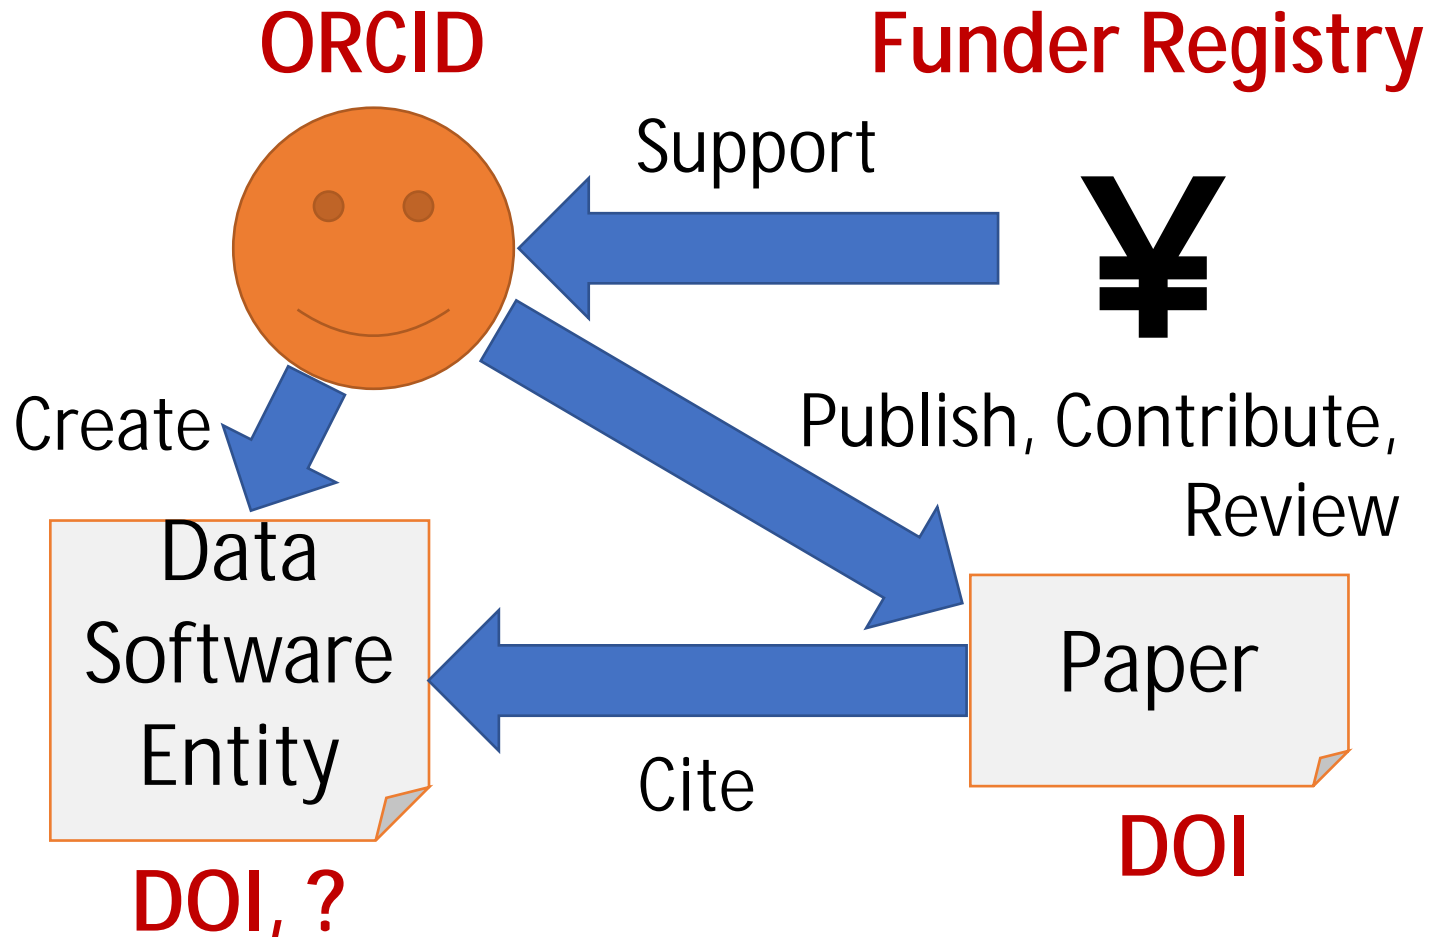 ORCID
Funder Registry
Support
¥
Create
Publish, Contribute,
Review
Data
Software
Entity
Paper
Cite
DOI
DOI, ?